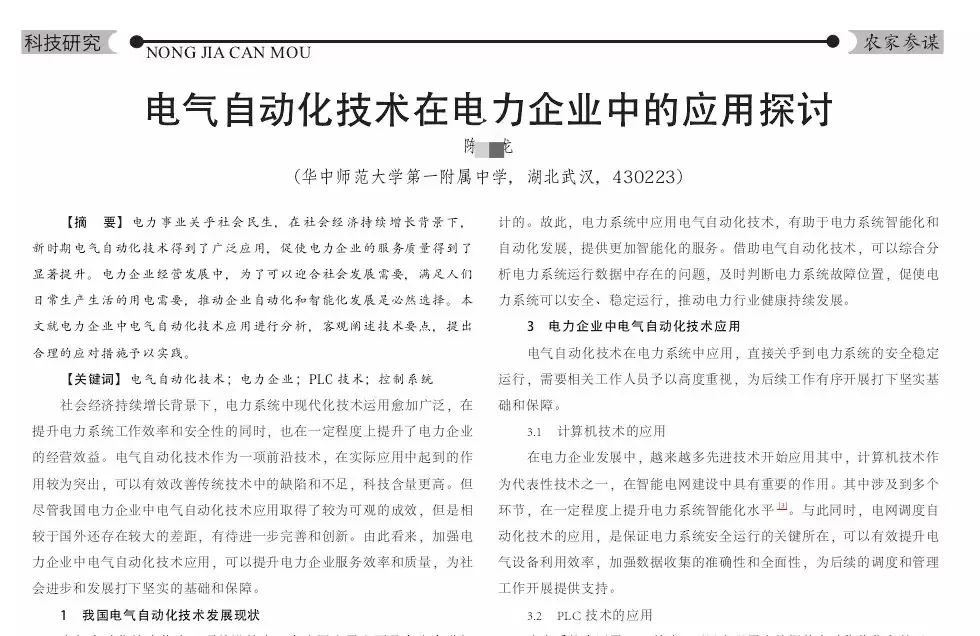 科技研究
NONG JIA CAN MOU
农家参谋
电气自动化技术在电力企业中的应用探讨
陈 龙
（华中师范大学第一附属中学，湖北武汉，430223）
【摘　要】电力事业关乎社会民生，在社会经济持续增长背景下，
新时期电气自动化技术得到了广泛应用，促使电力企业的服务质量得到了
显著提升。电力企业经营发展中，为了可以迎合社会发展需要，满足人们
日常生产生活的用电需要，推动企业自动化和智能化发展是必然选择。本
文就电力企业中电气自动化技术应用进行分析，客观阐述技术要点，提出
合理的应对措施予以实践。
【关键词】电气自动化技术；电力企业；PLC 技术；控制系统
社会经济持续增长背景下，电力系统中现代化技术运用愈加广泛，在
提升电力系统工作效率和安全性的同时，也在一定程度上提升了电力企业
的经营效益。电气自动化技术作为一项前沿技术，在实际应用中起到的作
用较为突出，可以有效改善传统技术中的缺陷和不足，科技含量更高。但
尽管我国电力企业中电气自动化技术应用取得了较为可观的成效，但是相
较于国外还存在较大的差距，有待进一步完善和创新。由此看来，加强电
力企业中电气自动化技术应用，可以提升电力企业服务效率和质量，为社
会进步和发展打下坚实的基础和保障。
1　我国电气自动化技术发展现状
计的。故此，电力系统中应用电气自动化技术，有助于电力系统智能化和
自动化发展，提供更加智能化的服务。借助电气自动化技术，可以综合分
析电力系统运行数据中存在的问题，及时判断电力系统故障位置，促使电
力系统可以安全、稳定运行，推动电力行业健康持续发展。
3　电力企业中电气自动化技术应用
电气自动化技术在电力系统中应用，直接关乎到电力系统的安全稳定
运行，需要相关工作人员予以高度重视，为后续工作有序开展打下坚实基
础和保障。
3.1　计算机技术的应用
在电力企业发展中，越来越多先进技术开始应用其中，计算机技术作
为代表性技术之一，在智能电网建设中具有重要的作用。其中涉及到多个
环节，在一定程度上提升电力系统智能化水平。与此同时，电网调度自
动化技术的应用，是保证电力系统安全运行的关键所在，可以有效提升电
气设备利用效率，加强数据收集的准确性和全面性，为后续的调度和管理
工作开展提供支持。
3.2　PLC 技术的应用